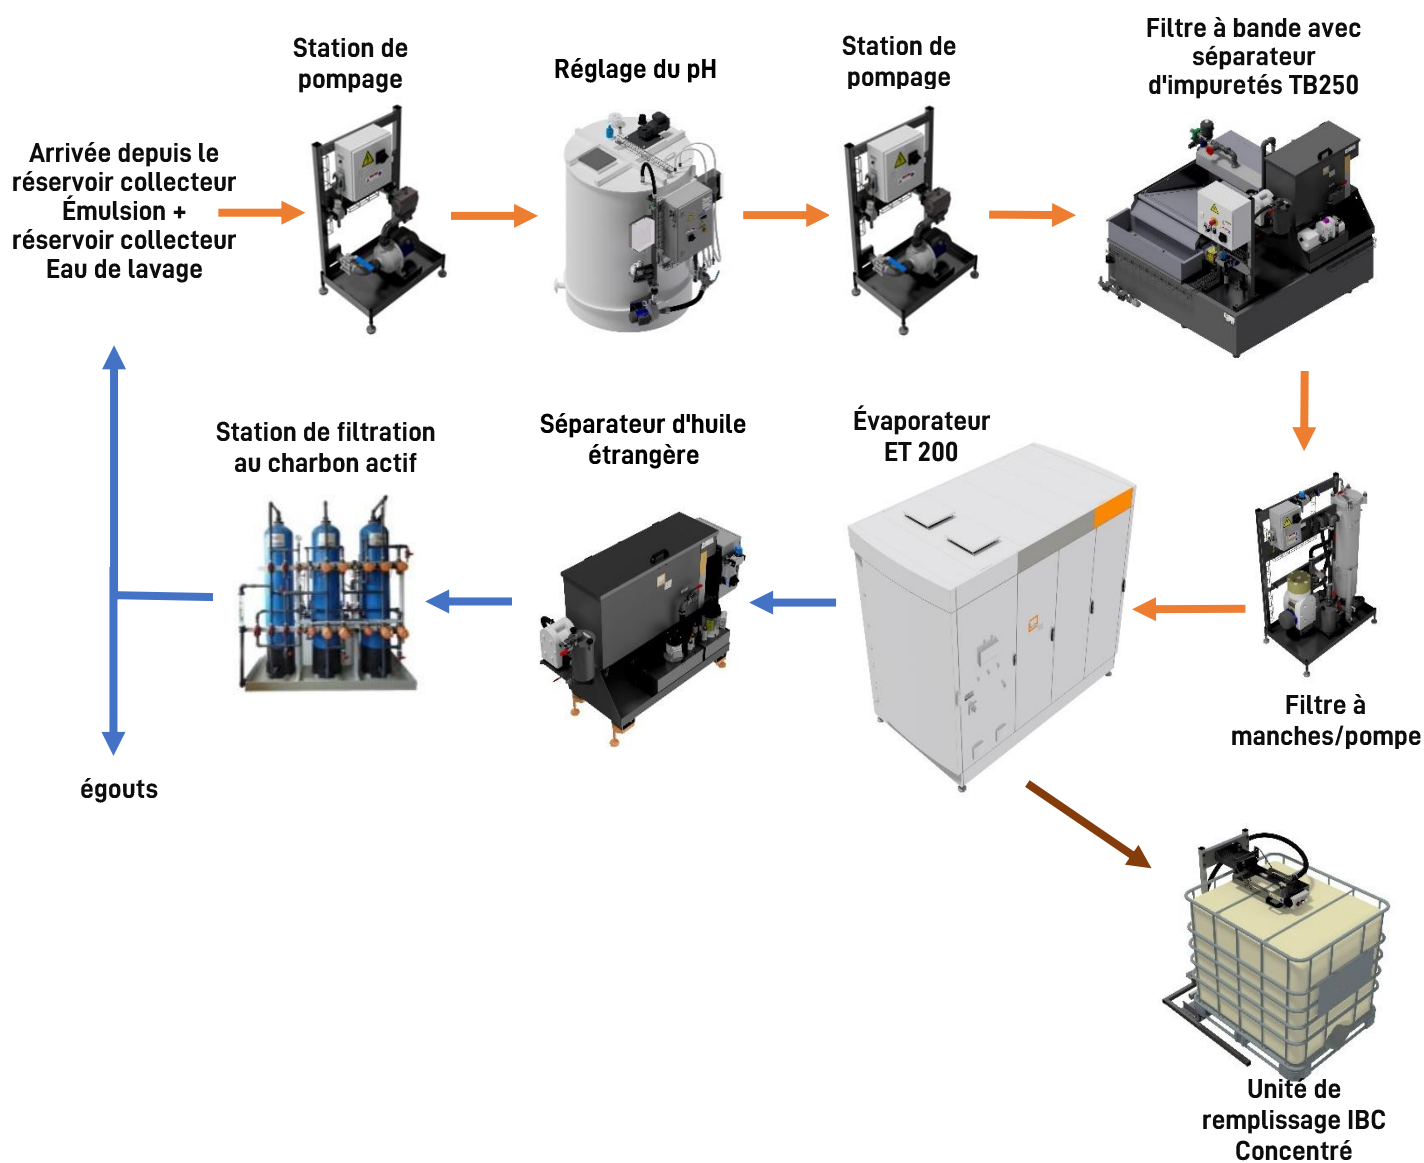 Station de
pompage
Réglage du pH
Station de
pompage
Filtre à bande avec
séparateur
d'impuretés TB250
Arrivée depuis le
réservoir collecteur
Émulsion +
réservoir collecteur
Eau de lavage
Station de filtration
au charbon actif
Séparateur d'huile
étrangère
Évaporateur
ET 200
Filtre à
manches/pompe
égouts
Unité de
remplissage IBC
Concentré